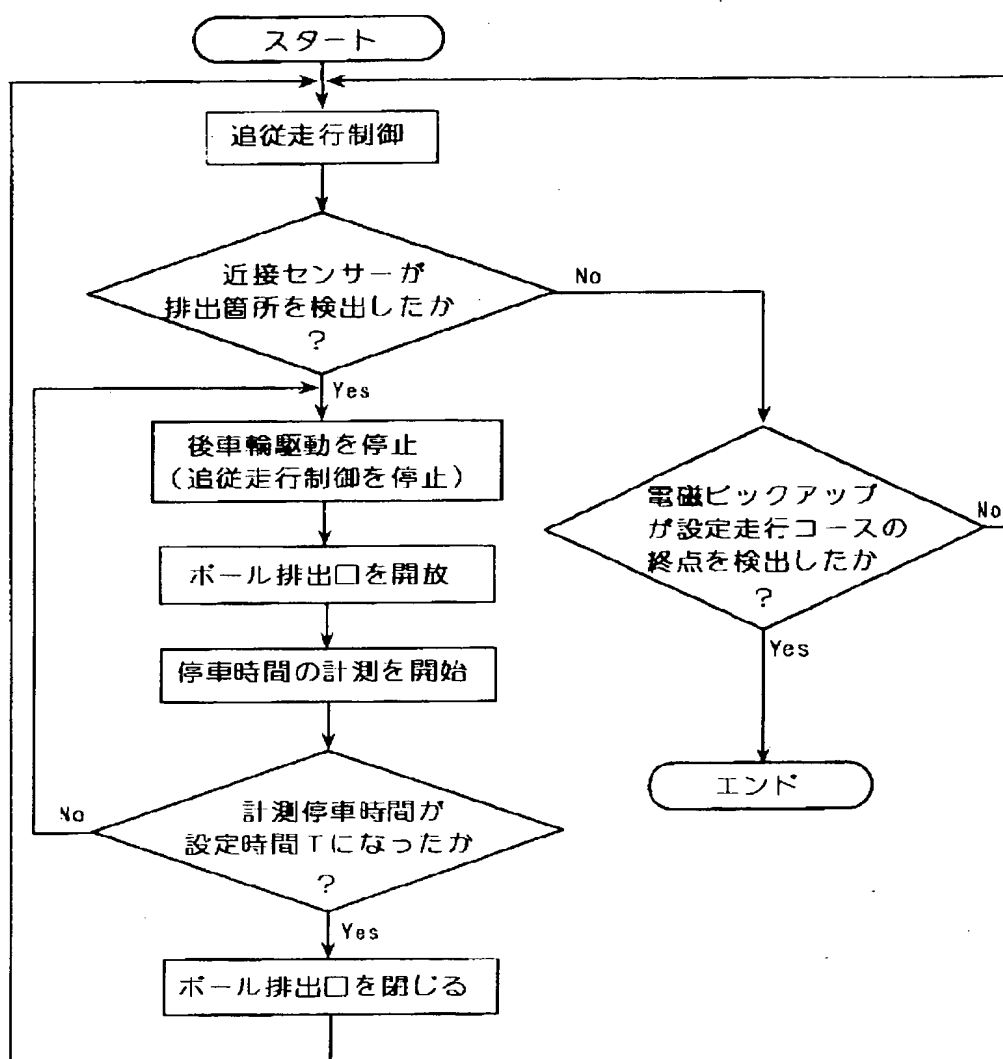 スタート
追従走行制御
近接センサーが
排出箇所を検出したか
?
No
Yes
後車輪駆動を停止
(追従走行制御を停止)
ボール排出口を開放
停車時間の計測を開始
計測停車時間が
設定時間Tになったか
?
No
Yes
ボール排出口を閉じる
電磁ピックアップ
が設定走行コースの
終点を検出したか
?
No
Yes
エンド